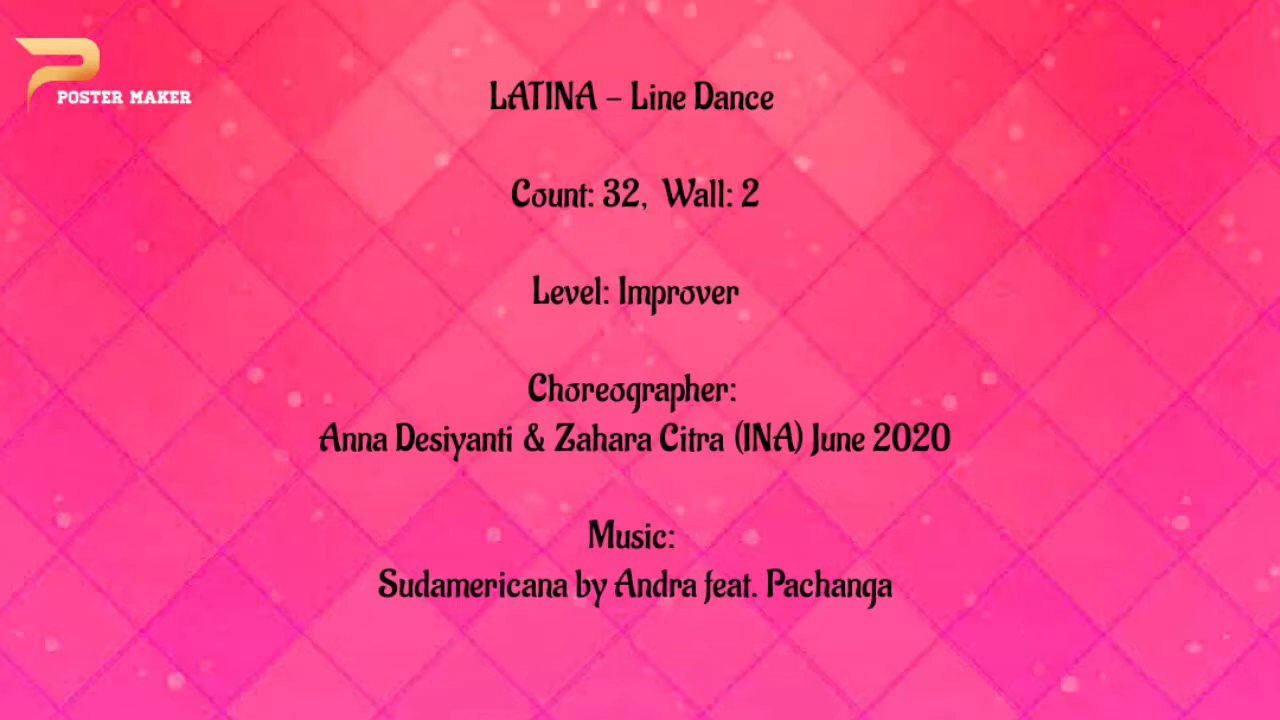 POSTER MAKER
LATINA – Line Dance
Count: 32, Wall: 2
Level: Improver
Choreographer:
Anna Desiyanti & Zahara Citra (INA) June 2020
Music:
Sudamericana by Andra feat. Pachanga